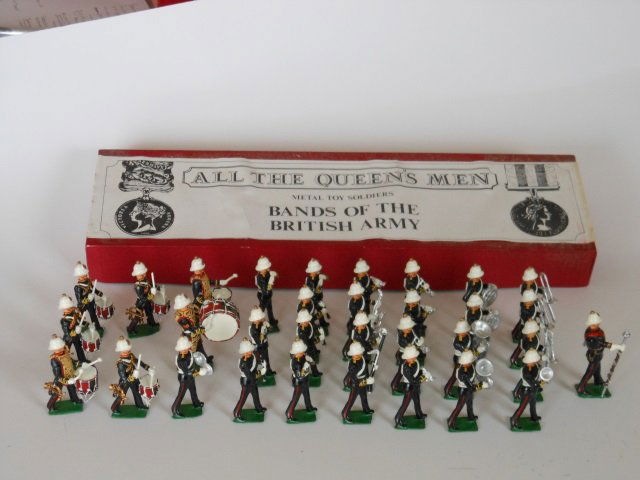 ALL THE QUEEN'S MEN
METAL TOY SOLDIERS
BANDS OF THE
BRITISH ARMY